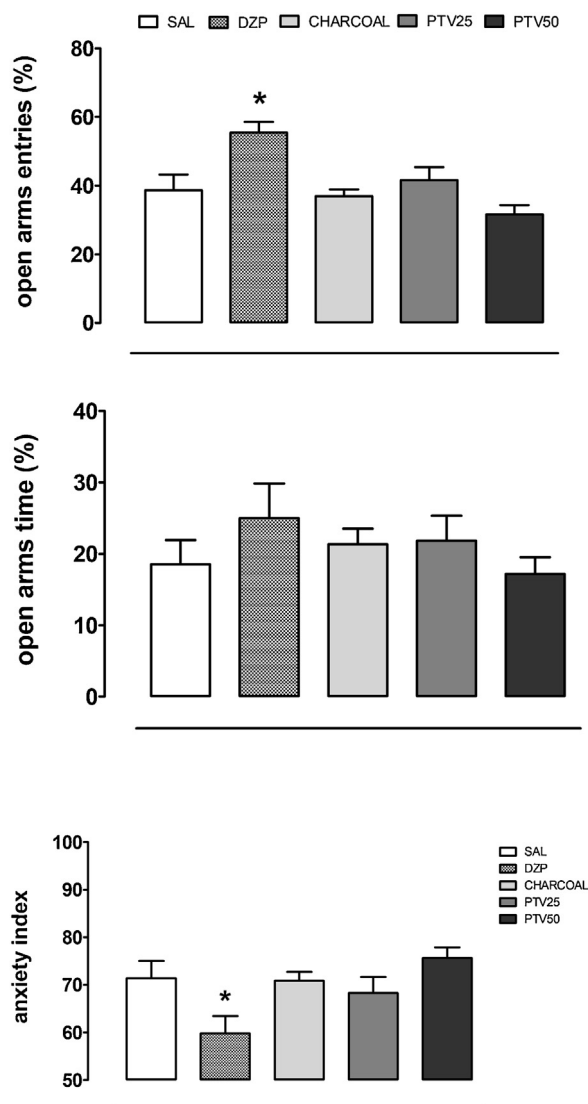 SAL DZP CHARCOAL PTV25 PTV50
open arms entries (%)
80
60
40
20
0
*
open arms time (%)
40
30
20
10
0
anxiety index
100
90
80
70
60
50
*
SAL
DZP
CHARCOAL
PTV25
PTV50